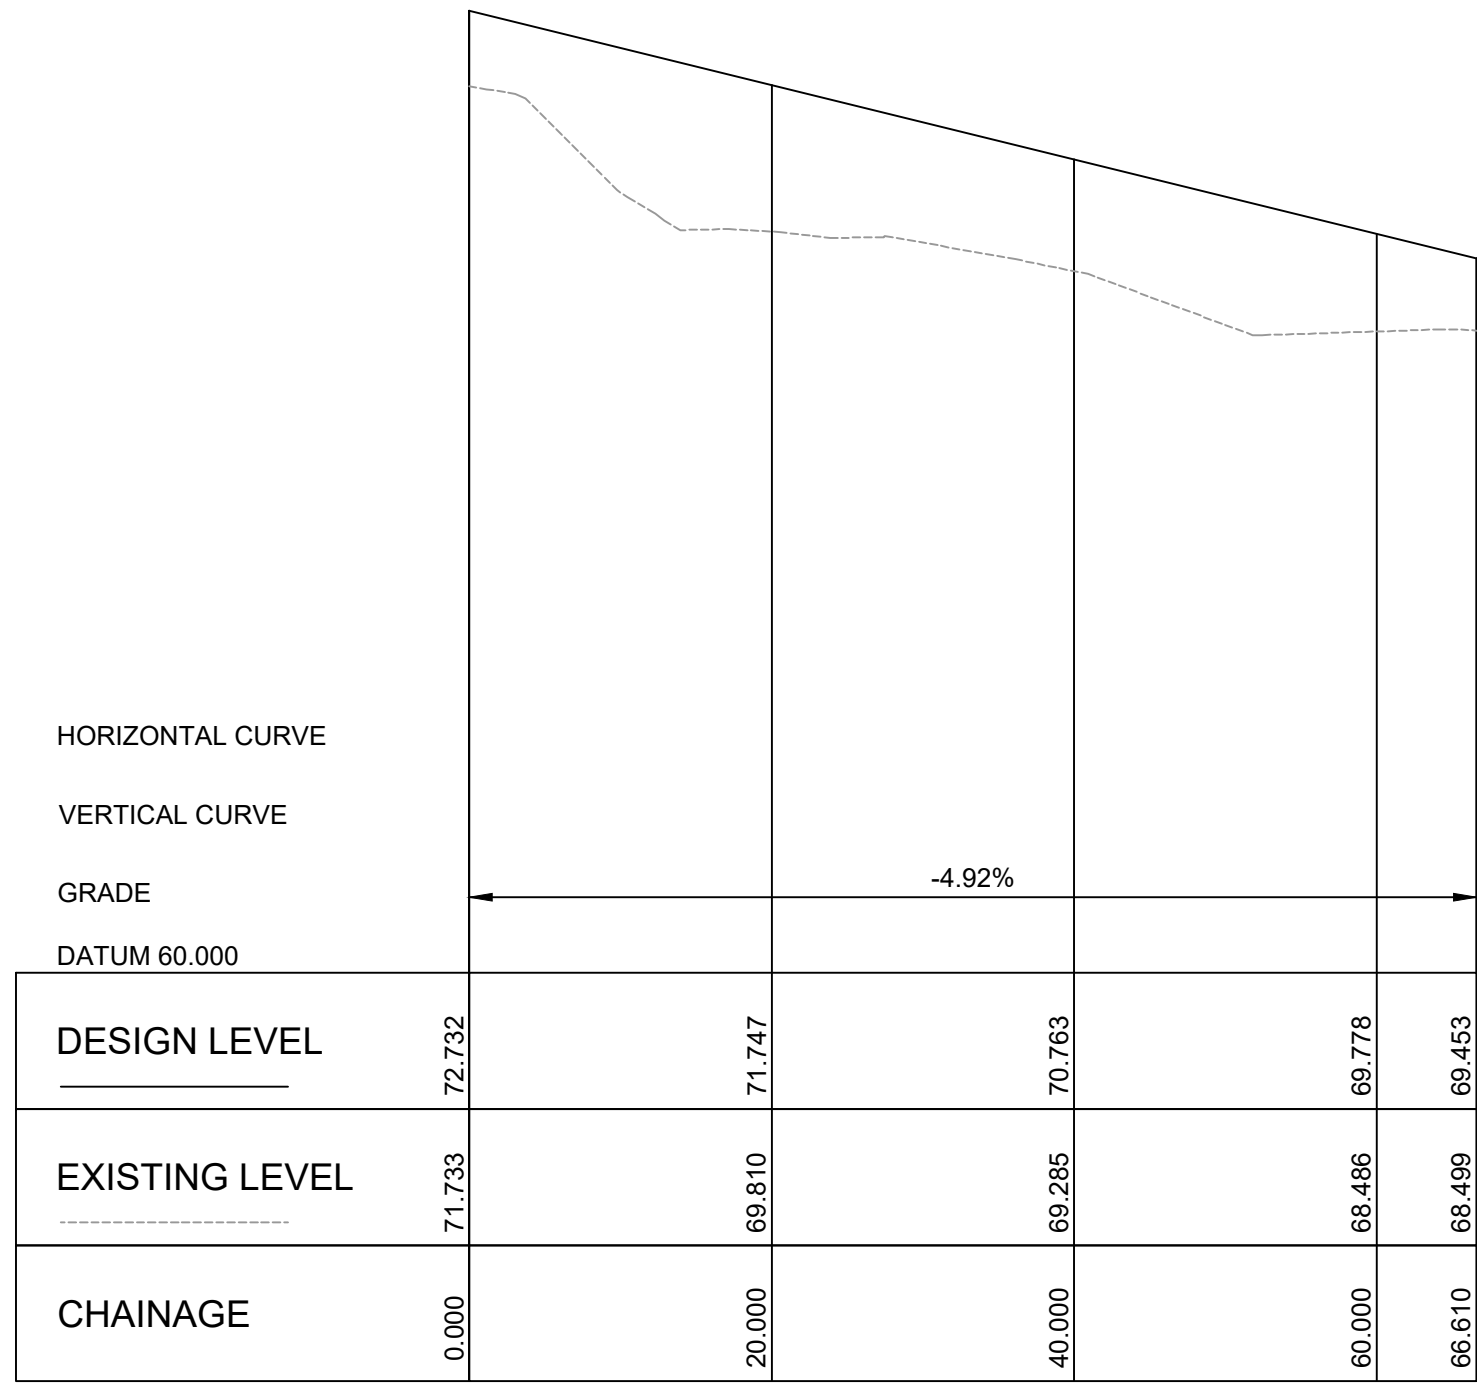 HORIZONTAL CURVE
VERTICAL CURVE
-4.92%
GRADE
DATUM 60.000
DESIGN LEVEL 72.732 71.747 70.763 69.778 69.453
EXISTING LEVEL 71.733 69.810 69.285 68.486 68.499
CHAINAGE 0.000 20.000 40.000 60.000 66.610